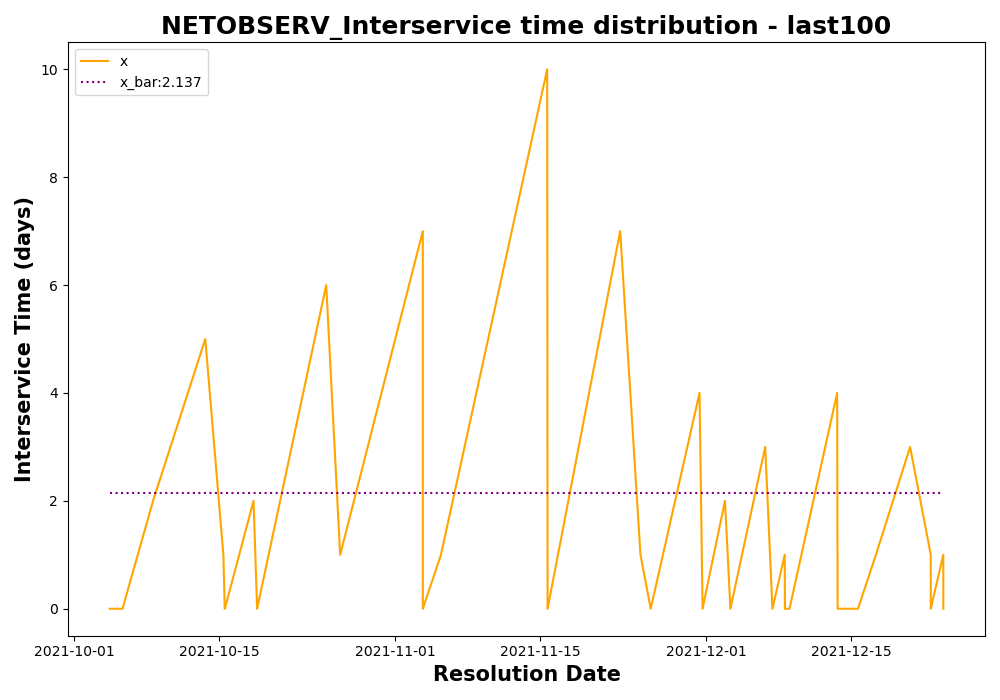 NETOBSERV_Interservice time distribution - last100
x
x_bar:2.137
Interservice Time (days)
10
8
6
4
2
0
2021-10-01
2021-10-15
2021-11-01
2021-11-15
2021-12-01
2021-12-15
Resolution Date